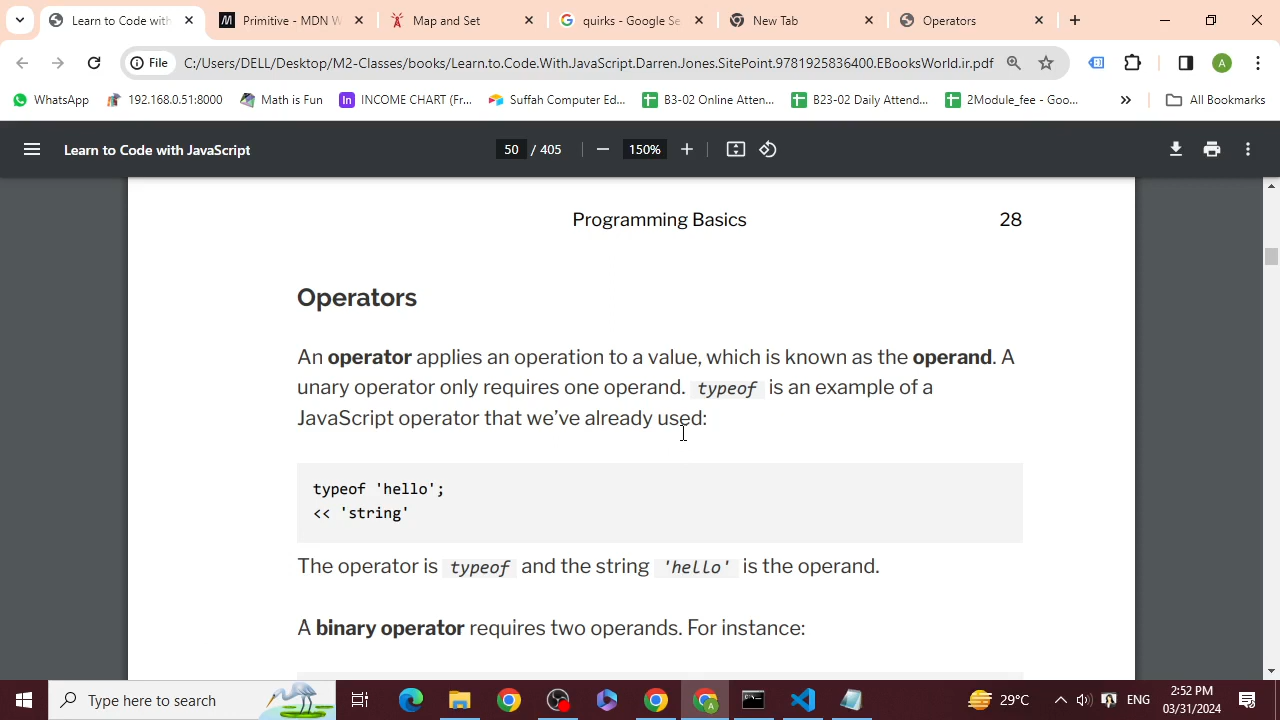 Learn to Code with
Primitive - MDN W
Map and Set
quirks - Google Se
New Tab
Operators
File
C:/Users/DELL/Desktop/M2-Classes/books/Learn.to.Code.With.JavaScript.Darren.Jones.SitePoint.9781925836400.EBooksWorld.ir.pdf
A
WhatsApp
192.168.0.51:8000
Math is Fun
In INCOME CHART (Fr...
Suffah Computer Ed...
B3-02 Online Atten...
B23-02 Daily Attend...
2Module_fee - Goo...
All Bookmarks
Learn to Code with JavaScript
50 / 405
150%
Programming Basics 28
Operators
An operator applies an operation to a value, which is known as the operand. A
unary operator only requires one operand. typeof is an example of a
JavaScript operator that we’ve already used:
typeof 'hello';
<< 'string'
The operator is typeof and the string 'hello' is the operand.
A binary operator requires two operands. For instance:
Type here to search
A
29°C
ENG
2:52 PM
03/31/2024